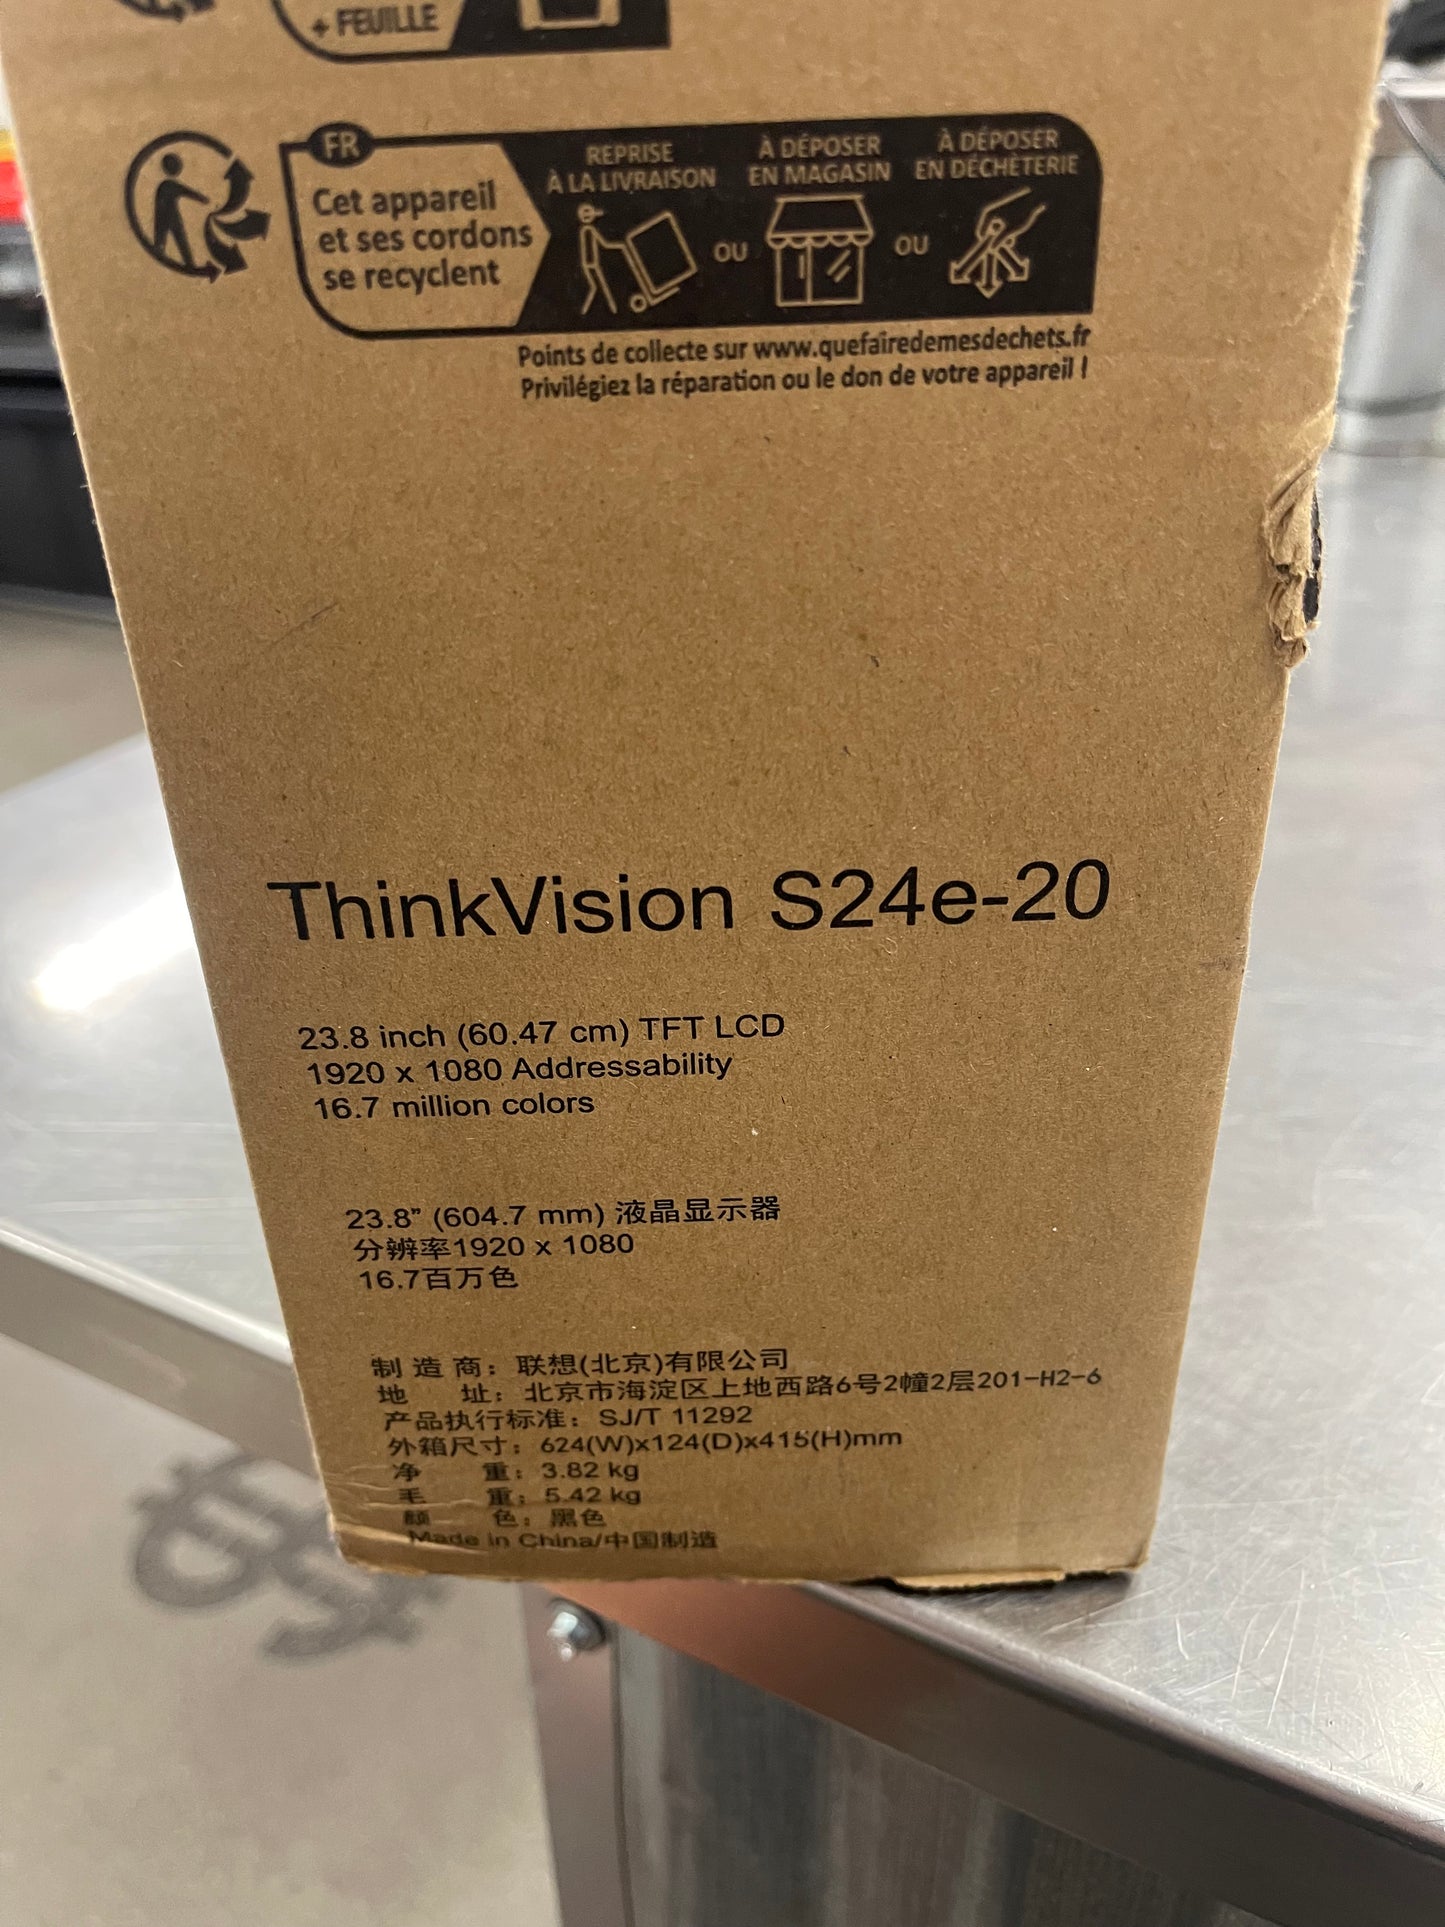 + FEUILLE
FR
Cet appareil
et ses cordons
se recyclent
REPRISE
À LA LIVRAISON
OU
À DÉPOSER
EN MAGASIN
OU
À DÉPOSER
EN DÉCHÈTERIE
Points de collecte sur www.quefairedemesdechets.fr
Privilégiez la réparation ou le don de votre appareil !
ThinkVision S24e-20
23.8 inch (60.47 cm) TFT LCD
1920 x 1080 Addressability
16.7 million colors
23.8” (604.7 mm) 液晶显示器
分辨率1920 x 1080
16.7百万色
制 造 商：联想(北京)有限公司
地 址：北京市海淀区上地西路6号2幢2层201-H2-6
产品执行标准：SJ/T 11292
外箱尺寸：624(W)x124(D)x415(H)mm
净 重：3.82 kg
毛 重：5.42 kg
颜 色：黑色
Made in China/中国制造